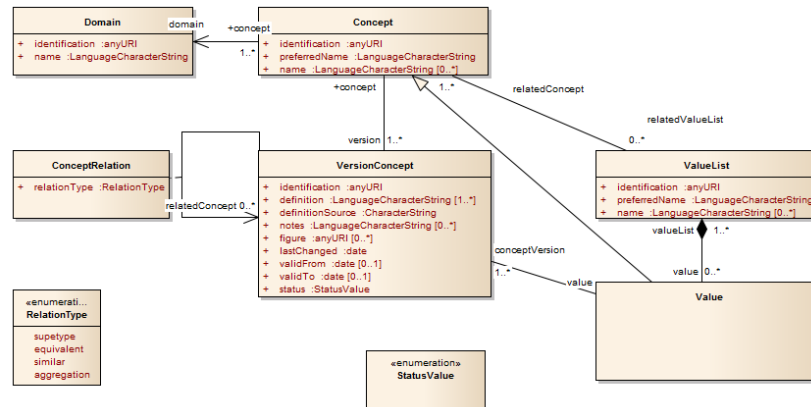 Domain
+ identification :anyURI
+ name :LanguageCharacterString
domain
+concept
1..*
Concept
+ identification :anyURI
+ preferredName :LanguageCharacterString
+ name :LanguageCharacterString [0..*]
+concept
1..*
relatedConcept
relatedValueList
0..*
version 1..*
ConceptRelation
+ relationType :RelationType
relatedConcept 0..*
VersionConcept
+ identification :anyURI
+ definition :LanguageCharacterString [1..*]
+ definitionSource :CharacterString
+ notes :LanguageCharacterString [0..*]
+ figure :anyURI [0..*]
+ lastChanged :date
+ validFrom :date [0..1]
+ validTo :date [0..1]
+ status :StatusValue
ValueList
+ identification :anyURI
+ preferredName :LanguageCharacterString
+ name :LanguageCharacterString [0..*]
valueList 1..*
conceptVersion
1..*
value
value 0..*
Value
«enumerati...
RelationType
supetype
equivalent
similar
aggregation
«enumeration»
StatusValue